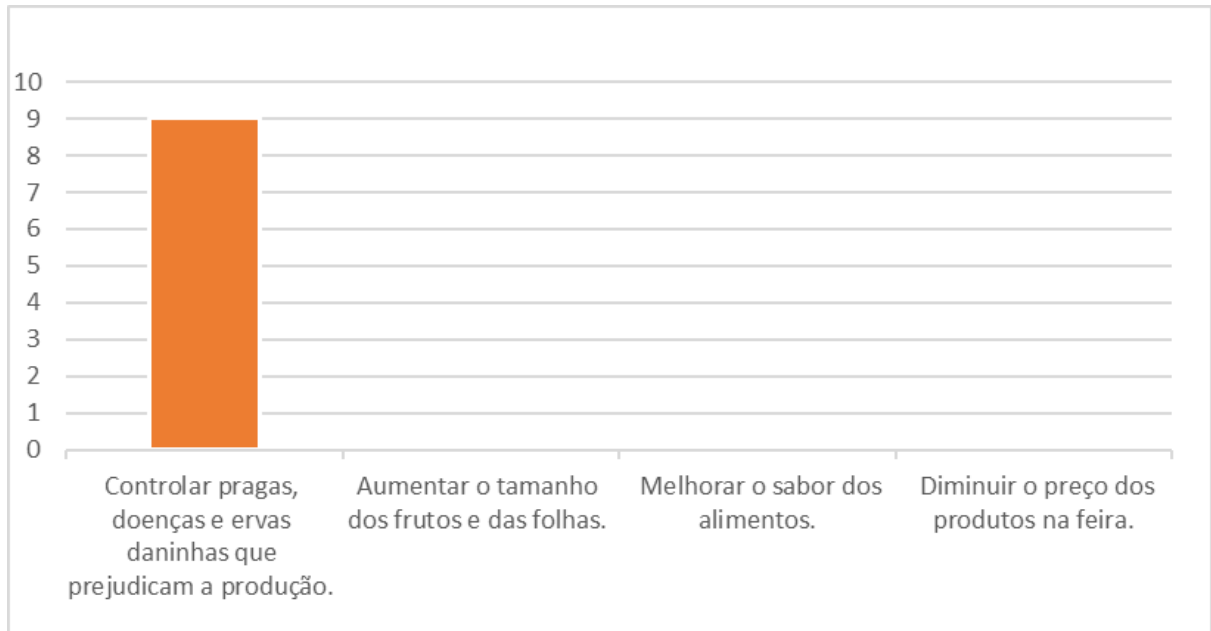 10
9
8
7
6
5
4
3
2
1
0
Controlar pragas,
doenças e ervas
daninhas que
prejudicam a produção.
Aumentar o tamanho
dos frutos e das folhas.
Melhorar o sabor dos
alimentos.
Diminuir o preço dos
produtos na feira.